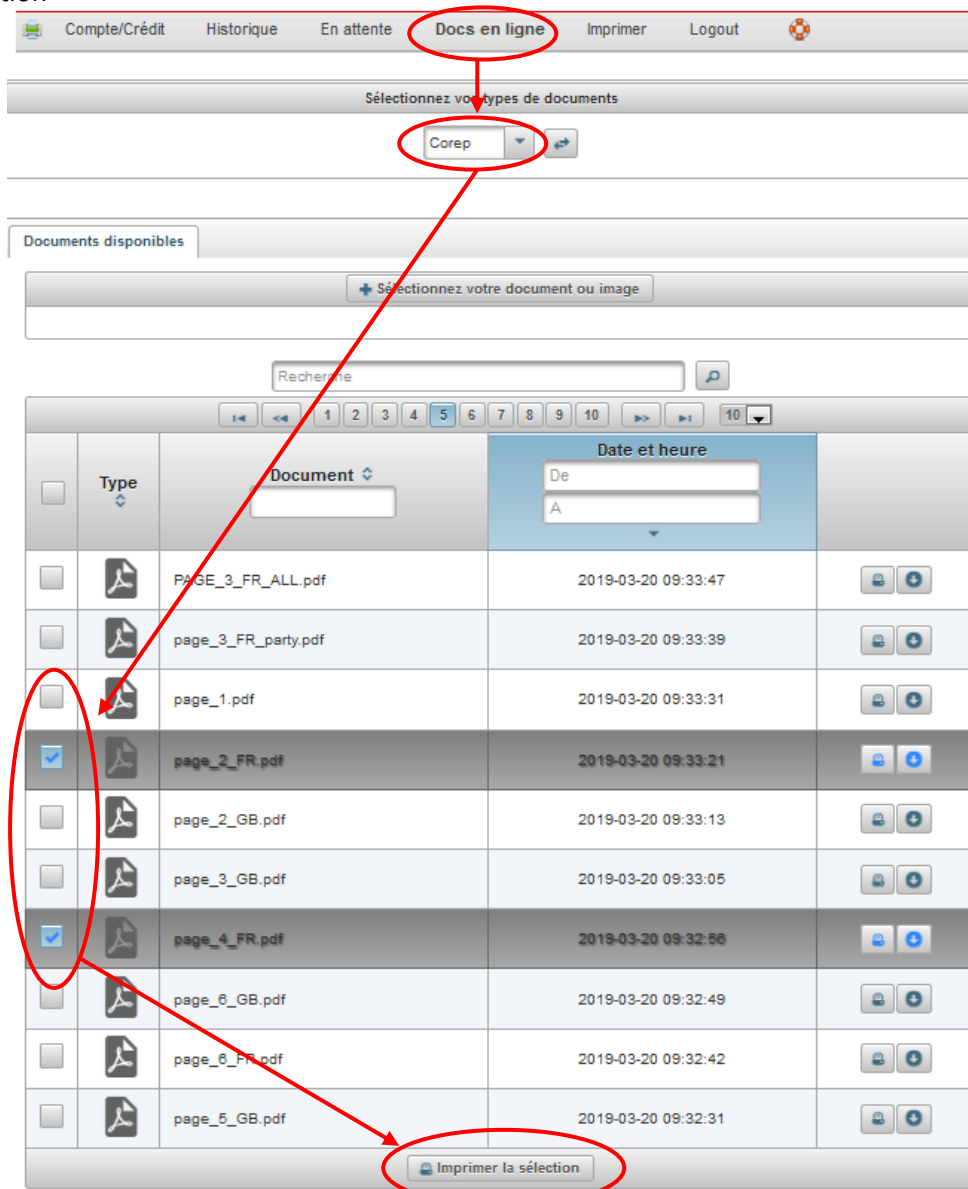 tion
Compte/Crédit Historique En attente Docs en ligne Imprimer Logout
Sélectionnez vos types de documents
Corep
Documents disponibles
Sélectionnez votre document ou image
Recherche
1 2 3 4 5 6 7 8 9 10 10
Type Document Date et heure
De
A
PAGE_3_FR_ALL.pdf 2019-03-20 09:33:47
page_3_FR_party.pdf 2019-03-20 09:33:39
page_1.pdf 2019-03-20 09:33:31
page_2_FR.pdf 2019-03-20 09:33:21
page_2_GB.pdf 2019-03-20 09:33:13
page_3_GB.pdf 2019-03-20 09:33:05
page_4_FR.pdf 2019-03-20 09:32:56
page_6_GB.pdf 2019-03-20 09:32:49
page_6_FR.pdf 2019-03-20 09:32:42
page_5_GB.pdf 2019-03-20 09:32:31
Imprimer la sélection